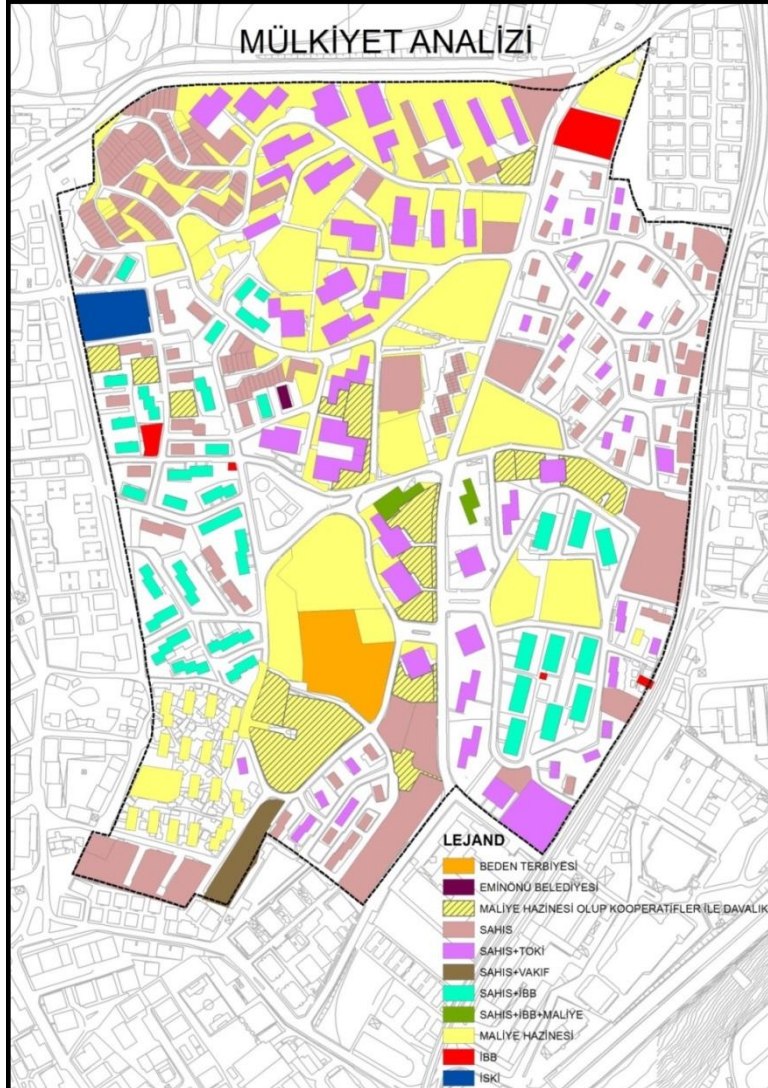 MÜLKİYET ANALİZİ
LEJAND
BEDEN TERBİYESİ
EMİNÖNÜ BELEDİYESİ
MALİYE HAZİNESİ OLUP KOOPERATİFLER İLE DAVALIK
SAHIS
SAHIS+TOKİ
SAHIS+VAKIF
SAHIS+İBB
SAHIS+İBB+MALİYE
MALİYE HAZİNESİ
İBB
İSKİ